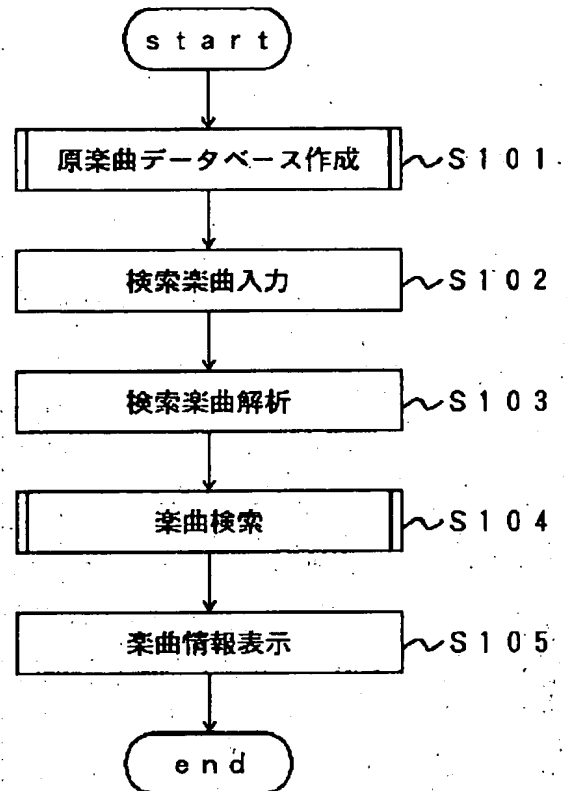 start
原楽曲データベース作成 S101
検索楽曲入力 S102
検索楽曲解析 S103
楽曲検索 S104
楽曲情報表示 S105
end